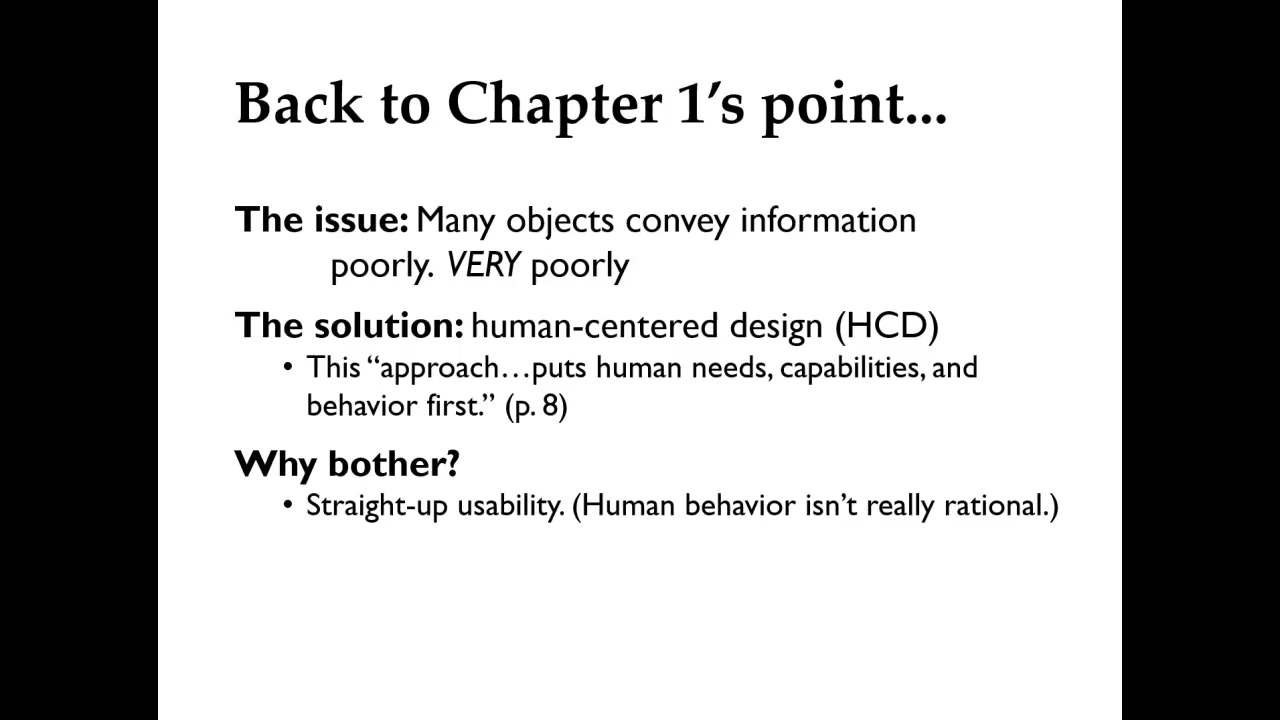 Back to Chapter 1’s point...
The issue: Many objects convey information
poorly. VERY poorly
The solution: human-centered design (HCD)
• This “approach…puts human needs, capabilities, and
behavior first.” (p. 8)
Why bother?
• Straight-up usability. (Human behavior isn’t really rational.)